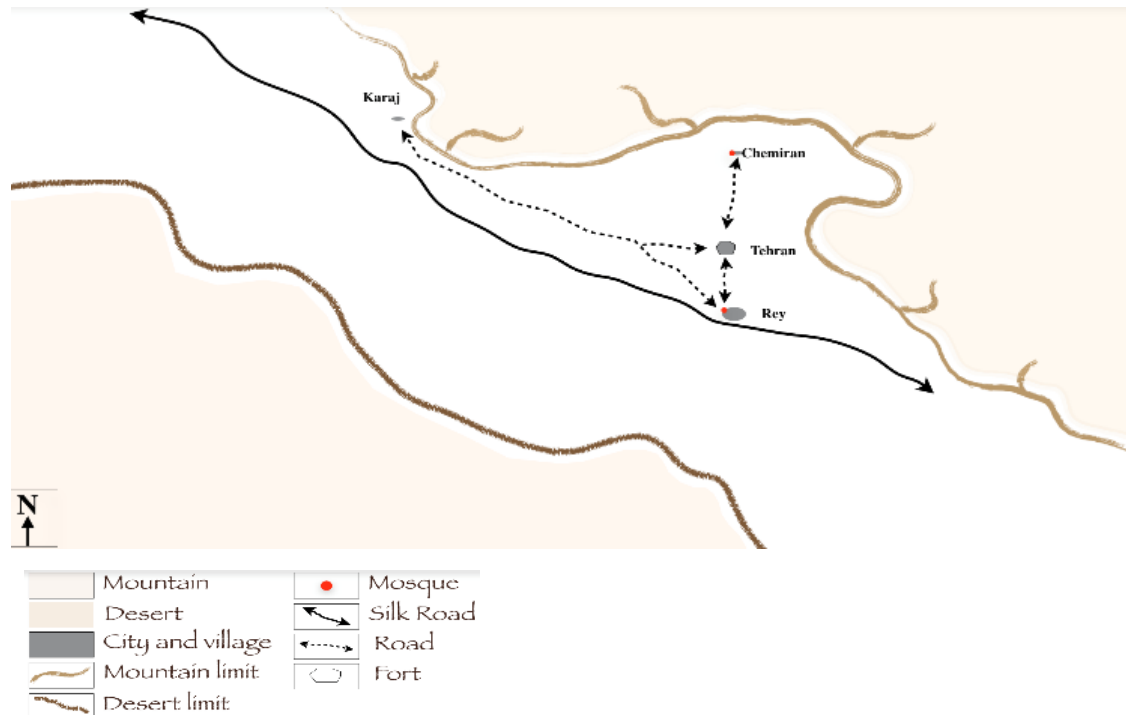 Karaj
Chemiran
Tehran
Rey
N
Mountain
Desert
City and village
Mountain limit
Desert limit
Mosque
Silk Road
Road
Fort